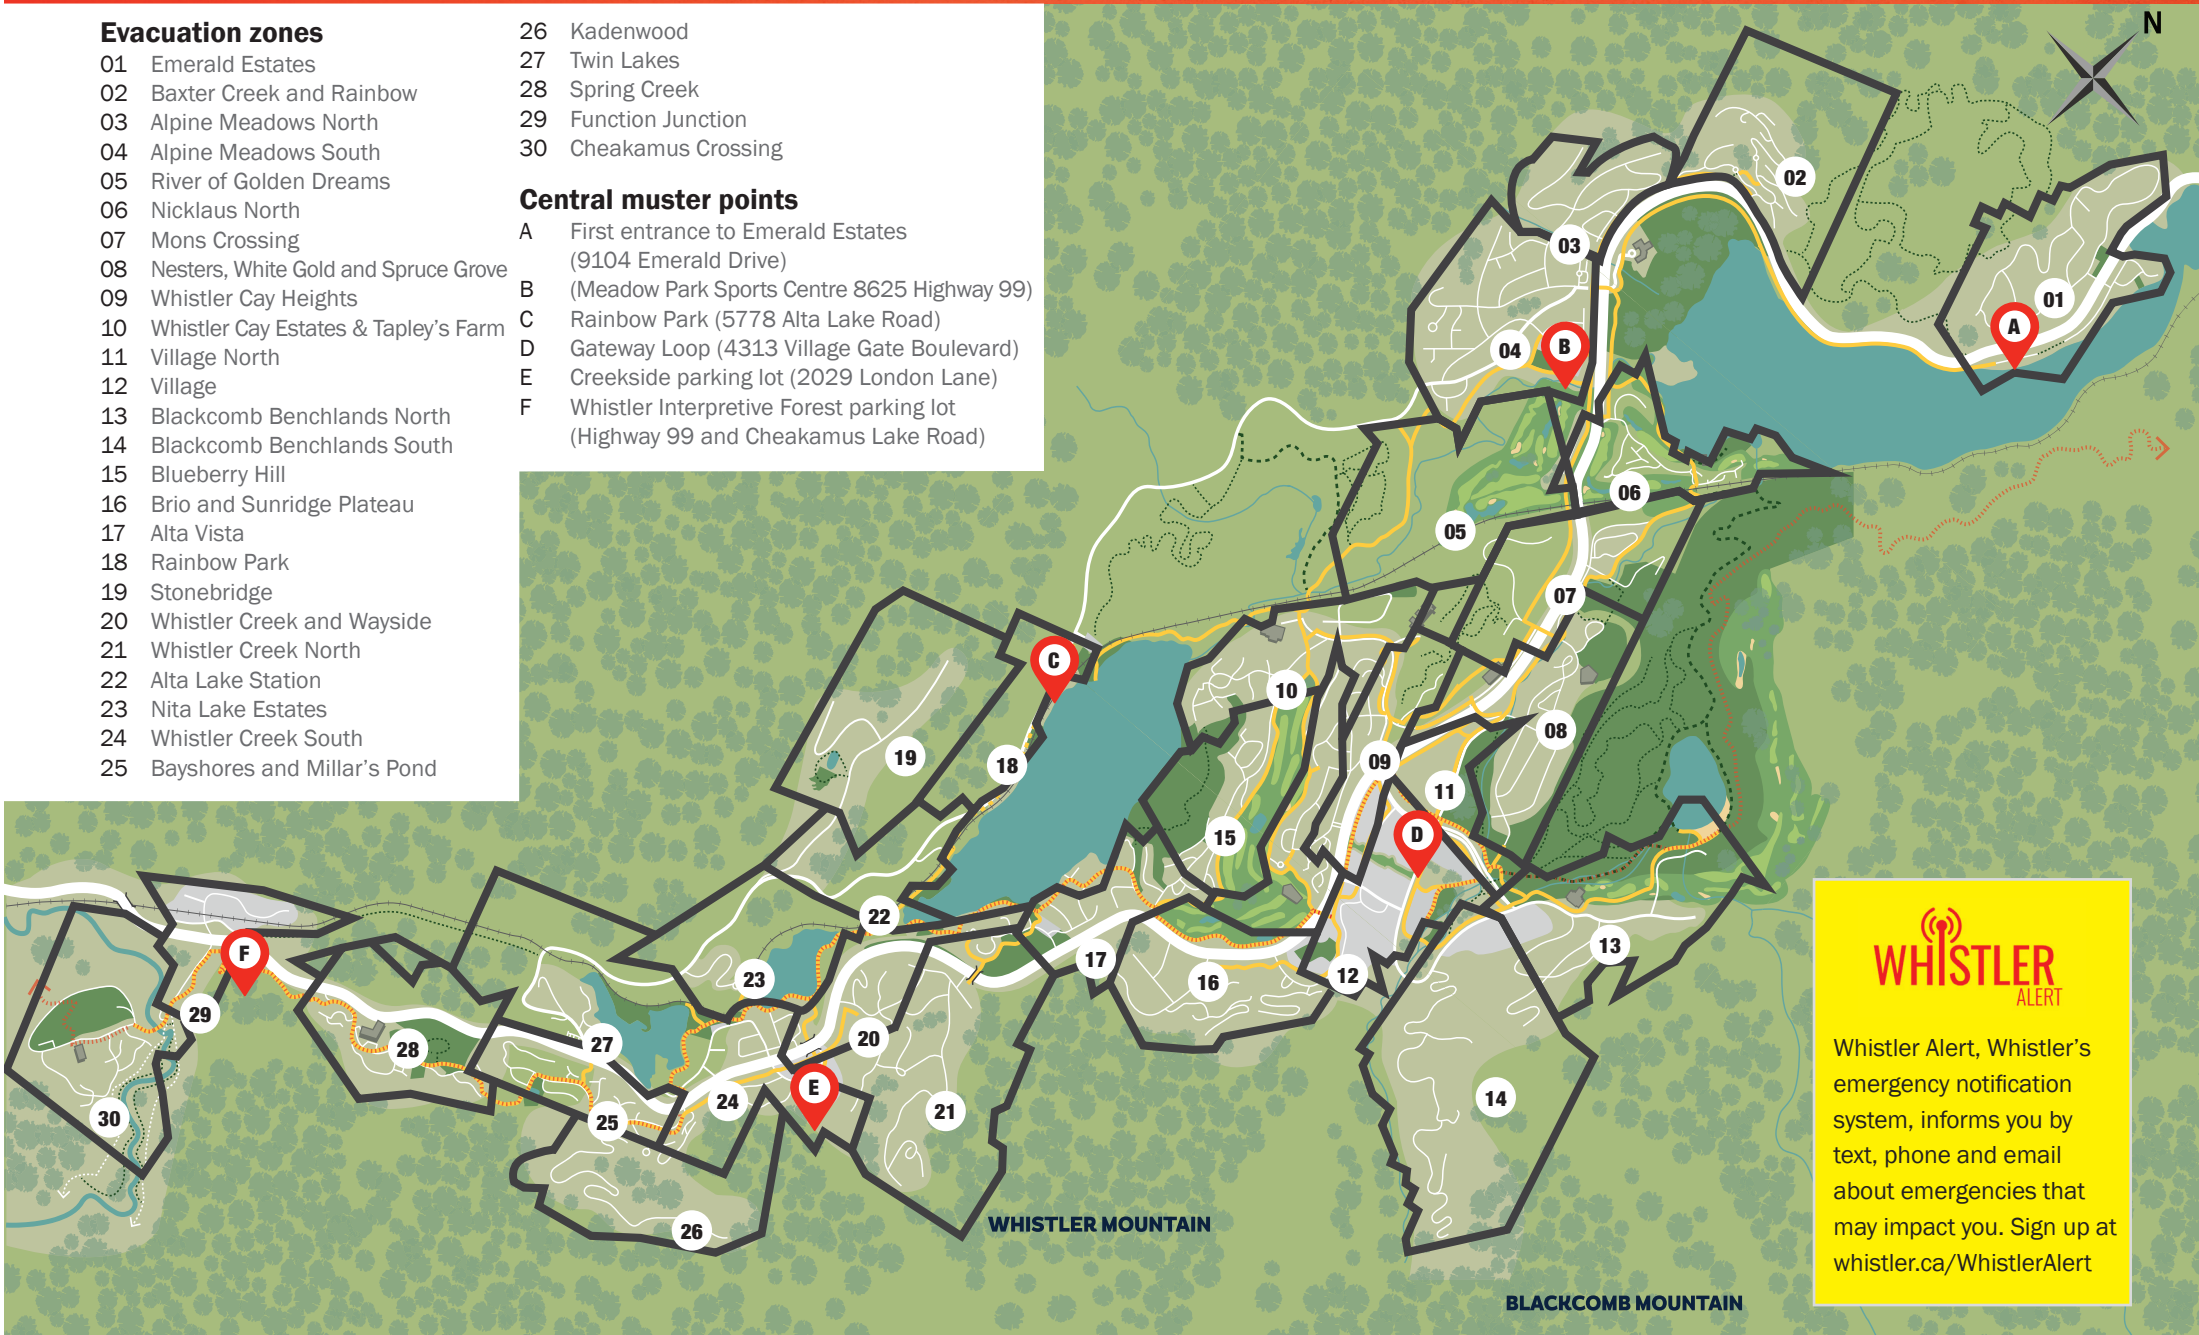 Evacuation zones
01 Emerald Estates
02 Baxter Creek and Rainbow
03 Alpine Meadows North
04 Alpine Meadows South
05 River of Golden Dreams
06 Nicklaus North
07 Mons Crossing
08 Nesters, White Gold and Spruce Grove
09 Whistler Cay Heights
10 Whistler Cay Estates & Tapley's Farm
11 Village North
12 Village
13 Blackcomb Benchlands North
14 Blackcomb Benchlands South
15 Blueberry Hill
16 Brio and Sunridge Plateau
17 Alta Vista
18 Rainbow Park
19 Stonebridge
20 Whistler Creek and Wayside
21 Whistler Creek North
22 Alta Lake Station
23 Nita Lake Estates
24 Whistler Creek South
25 Bayshores and Millar's Pond
26 Kadenwood
27 Twin Lakes
28 Spring Creek
29 Function Junction
30 Cheakamus Crossing
Central muster points
A First entrance to Emerald Estates
(9104 Emerald Drive)
B (Meadow Park Sports Centre 8625 Highway 99)
C Rainbow Park (5778 Alta Lake Road)
D Gateway Loop (4313 Village Gate Boulevard)
E Creekside parking lot (2029 London Lane)
F Whistler Interpretive Forest parking lot
(Highway 99 and Cheakamus Lake Road)
N
02
03
01
A
B
04
06
05
07
C
10
08
19
18
09
11
D
15
22
F
13
17
23
12
16
29
20
27
28
E
14
24
21
30
25
26
WHISTLER MOUNTAIN
BLACKCOMB MOUNTAIN
WHISTLER
ALERT
Whistler Alert, Whistler's
emergency notification
system, informs you by
text, phone and email
about emergencies that
may impact you. Sign up at
whistler.ca/WhistlerAlert